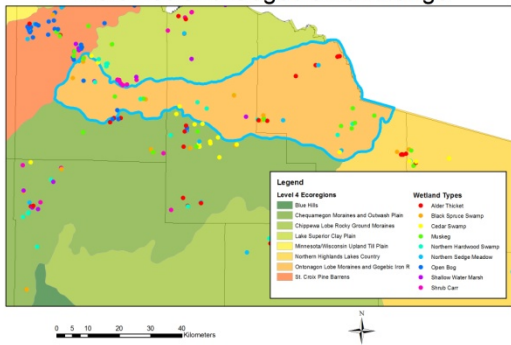 Legend
Level 4 Ecoregions
Blue Hills
Chequamegan Moraines and Outwash Plain
Chippewa Lobe Rocky Ground Moraines
Lake Superior Clay Plain
Minnesota/Wisconsin Upland Till Plain
Northern Highlands Lakes Country
Ontonagon Lobe Moraines and Gogebic Iron R
St. Croix Pine Barrens
Wetland Types
Alder Thicket
Black Spruce Swamp
Cedar Swamp
Muskeg
Northern Hardwood Swamp
Northern Sedge Meadow
Open Bog
Shallow Water Marsh
Shrub Carr
0 5 10 20 30 40
Kilometers
N